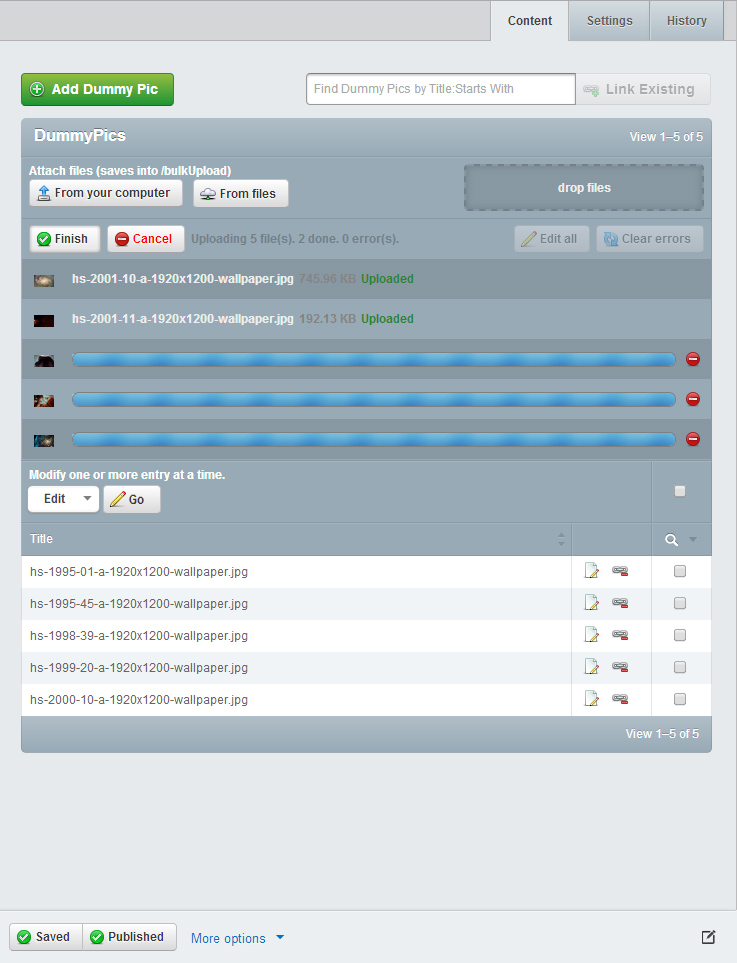 Content Settings History
Add Dummy Pic Find Dummy Pics by Title:Starts With Link Existing
DummyPics View 1–5 of 5
Attach files (saves into /bulkUpload)
From your computer From files drop files
Finish Cancel Uploading 5 file(s). 2 done. 0 error(s). Edit all Clear errors
hs-2001-10-a-1920x1200-wallpaper.jpg 745.96 KB Uploaded
hs-2001-11-a-1920x1200-wallpaper.jpg 192.13 KB Uploaded
Modify one or more entry at a time.
Edit Go
Title
hs-1995-01-a-1920x1200-wallpaper.jpg
hs-1995-45-a-1920x1200-wallpaper.jpg
hs-1998-39-a-1920x1200-wallpaper.jpg
hs-1999-20-a-1920x1200-wallpaper.jpg
hs-2000-10-a-1920x1200-wallpaper.jpg
View 1–5 of 5
Saved Published More options